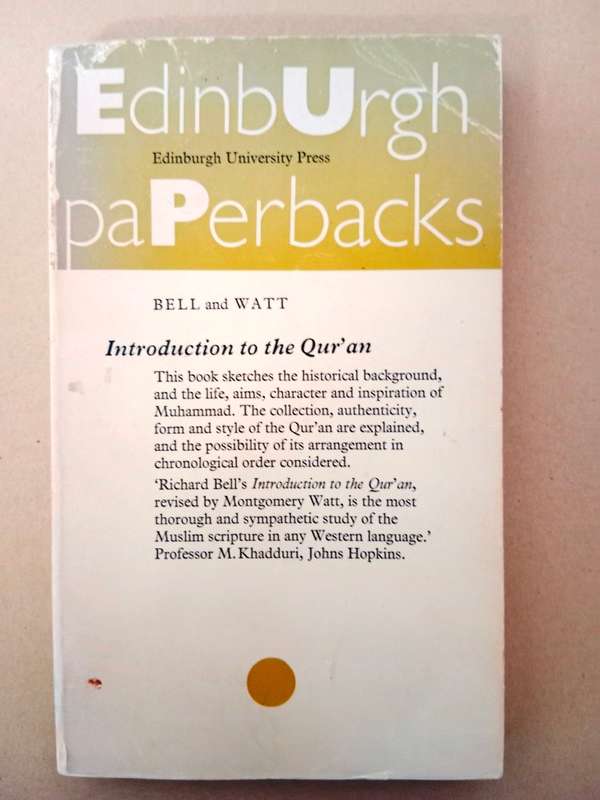 EdinbUrgh
Edinburgh University Press
paPerbacks
BELL and WATT
Introduction to the Qur'an
This book sketches the historical background,
and the life, aims, character and inspiration of
Muhammad. The collection, authenticity,
form and style of the Qur'an are explained,
and the possibility of its arrangement in
chronological order considered.
'Richard Bell's Introduction to the Qur'an,
revised by Montgomery Watt, is the most
thorough and sympathetic study of the
Muslim scripture in any Western language.'
Professor M. Khadduri, Johns Hopkins.